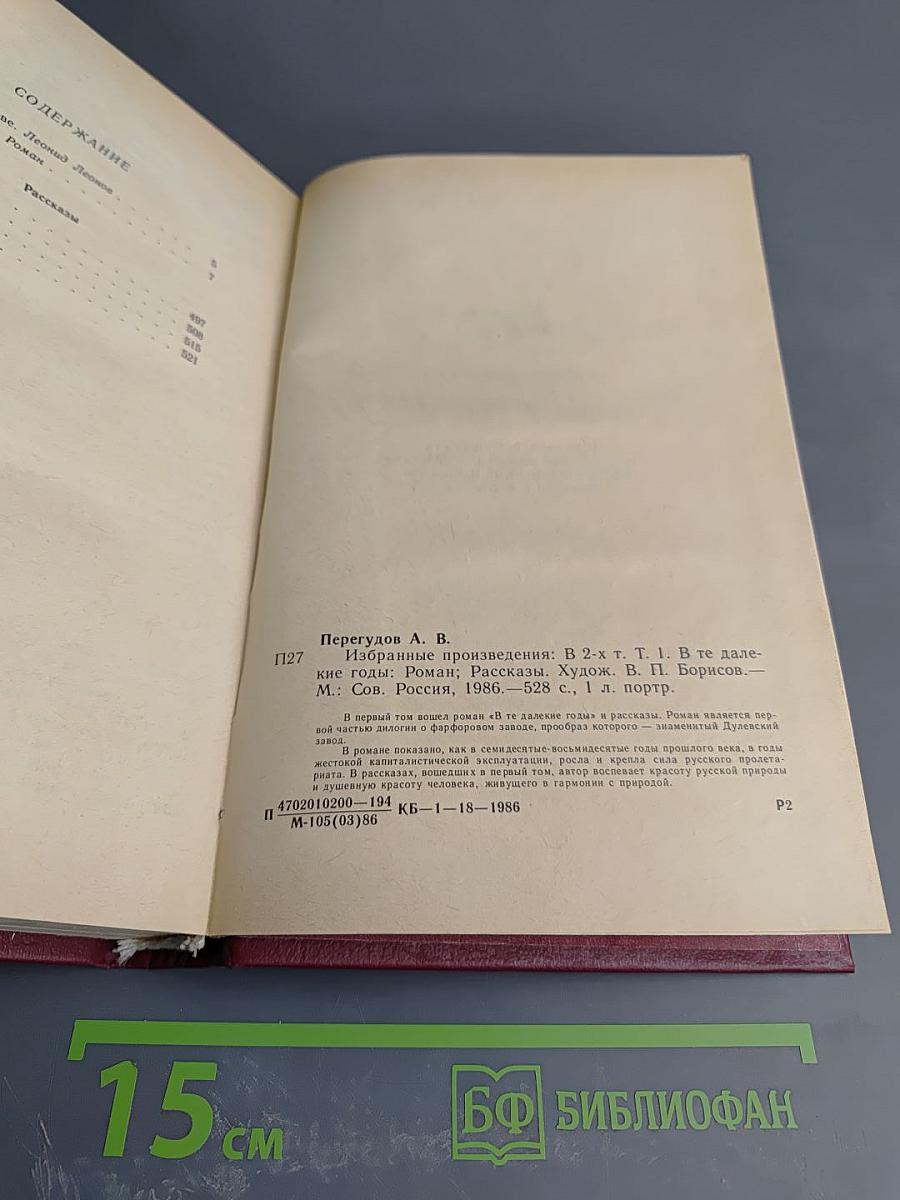 СОДЕРЖАНИЕ
ве. Леонид Леонов . . . . . . 5
Роман . . . . . . 7
Рассказы
497
508
515
521
Перегудов А. В.
П27 Избранные произведения: В 2-х т. Т. 1. В те дале-
кие годы: Роман; Рассказы. Худож. В. П. Борисов.—
М.: Сов. Россия, 1986.—528 с., 1 л. портр.
В первый том вошел роман «В те далекие годы» и рассказы. Роман является пер-
вой частью дилогии о фарфоровом заводе, прообраз которого — знаменитый Дулевский
завод.
В романе показано, как в семидесятые-восьмидесятые годы прошлого века, в годы
жестокой капиталистической эксплуатации, росла и крепла сила русского пролета-
риата. В рассказах, вошедших в первый том, автор воспевает красоту русской природы
и душевную красоту человека, живущего в гармонии с природой.
П 4702010200—194
М-105(03)86 КБ—1—18—1986 Р2
15 см
БФ БИБЛИОФАН